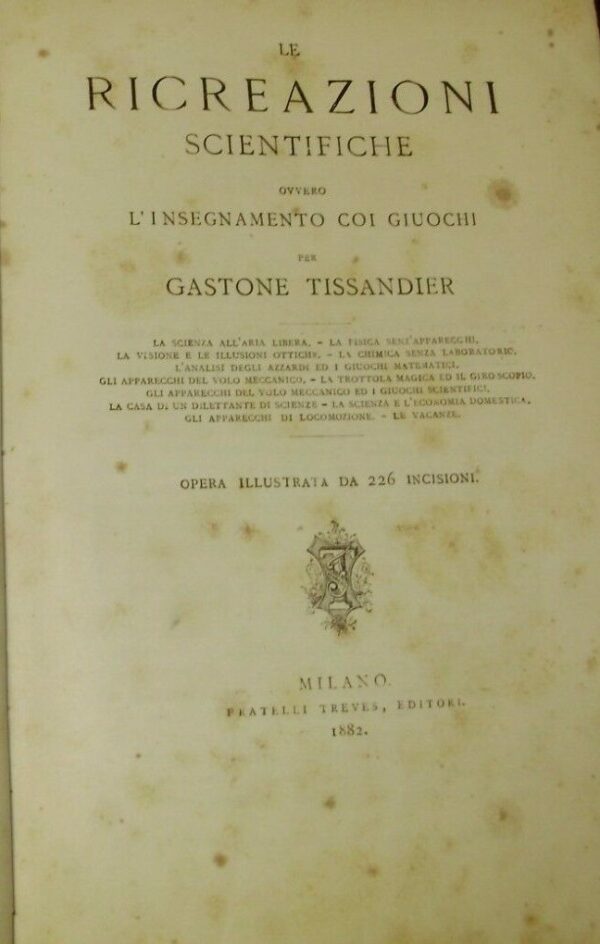 LE
RICREAZIONI
SCIENTIFICHE
OVVERO
L'INSEGNAMENTO COI GIUOCHI
PER
GASTONE TISSANDIER
LA SCIENZA ALL'ARIA LIBERA. – LA FISICA SENZ'APPARECCHI.
LA VISIONE E LE ILLUSIONI OTTICHE. – LA CHIMICA SENZA LABORATORIO.
L'ANALISI DEGLI AZZARDI ED I GIUOCHI MATEMATICI.
GLI APPARECCHI DEL VOLO MECCANICO. – LA TROTTOLA MAGICA ED IL GIROSCOPIO.
GLI APPARECCHI DEL VOLO MECCANICO ED I GIUOCHI SCIENTIFICI.
LA CASA DI UN DILETTANTE DI SCIENZE – LA SCIENZA E L'ECONOMIA DOMESTICA.
GLI APPARECCHI DI LOCOMOZIONE. – LE VACANZE.
OPERA ILLUSTRATA DA 226 INCISIONI.
MILANO.
FRATELLI TREVES, EDITORI.
1882.